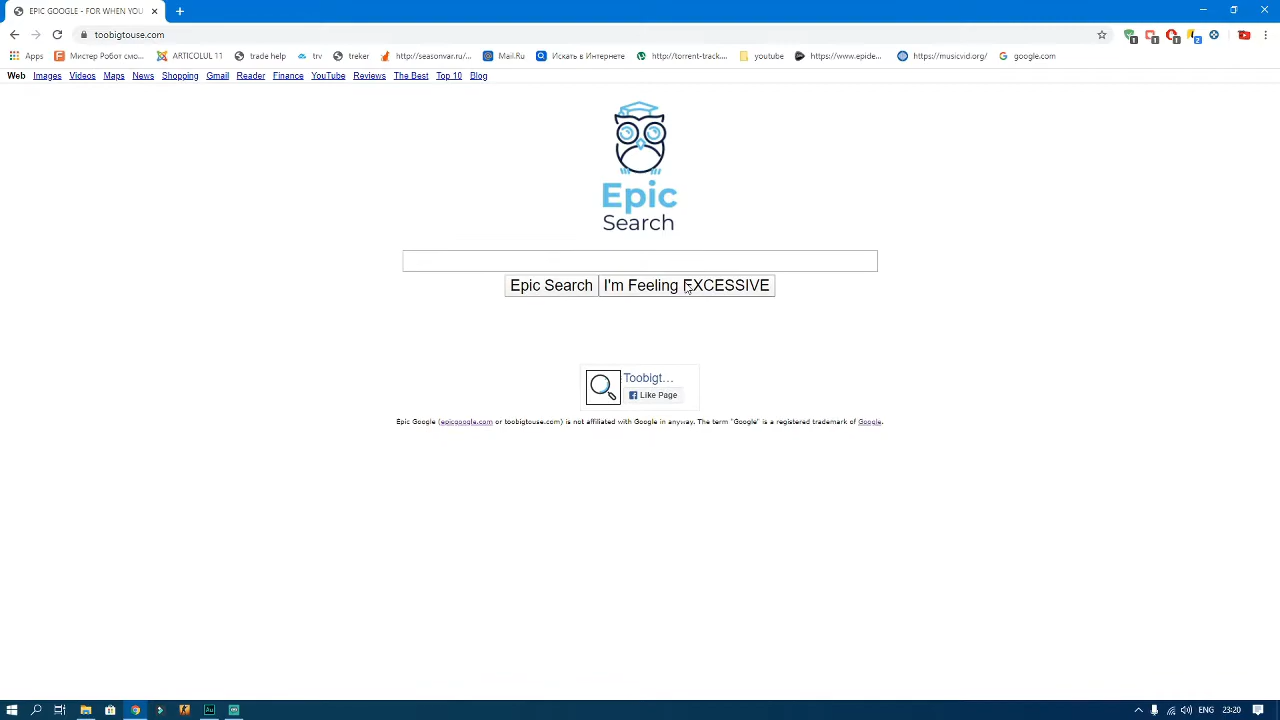 EPIC GOOGLE - FOR WHEN YOU
toobigtouse.com
Apps Мистер Робот смо... ARTICOLUL 11 trade help trv treker http://seasonvar.ru/... Mail.Ru Искать в Интернете http://torrent-track.... youtube https://www.epide... https://musicvid.org/ google.com
Web Images Videos Maps News Shopping Gmail Reader Finance YouTube Reviews The Best Top 10 Blog
Epic
Search
Epic Search I'm Feeling EXCESSIVE
Toobigt...
Like Page
Epic Google (epicgoogle.com or toobigtouse.com) is not affiliated with Google in anyway. The term "Google" is a registered trademark of Google.
Au ENG 23:20